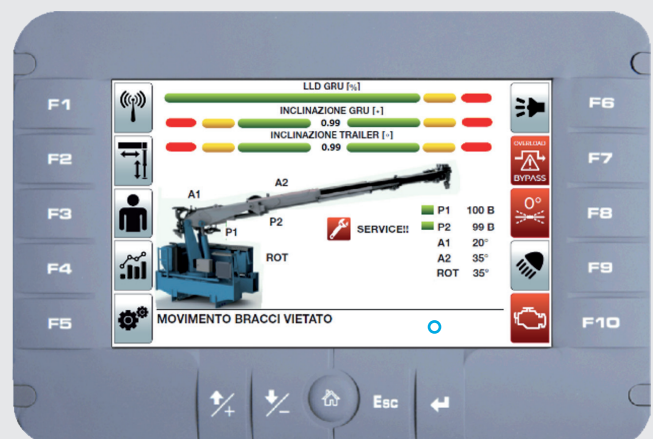 LLD GRU [%]
F1
F6
INCLINAZIONE GRU [°]
0.99
INCLINAZIONE TRAILER [°]
0.99
OVERLOAD
F2
F7
BYPASS
A2
A1
0°
P1 100 B
F3
P2
F8
P1
SERVICE!!
P2 99 B
A1 20°
ROT
A2 35°
F4
F9
ROT 35°
MOVIMENTO BRACCI VIETATO
F5
F10
+
-
Esc